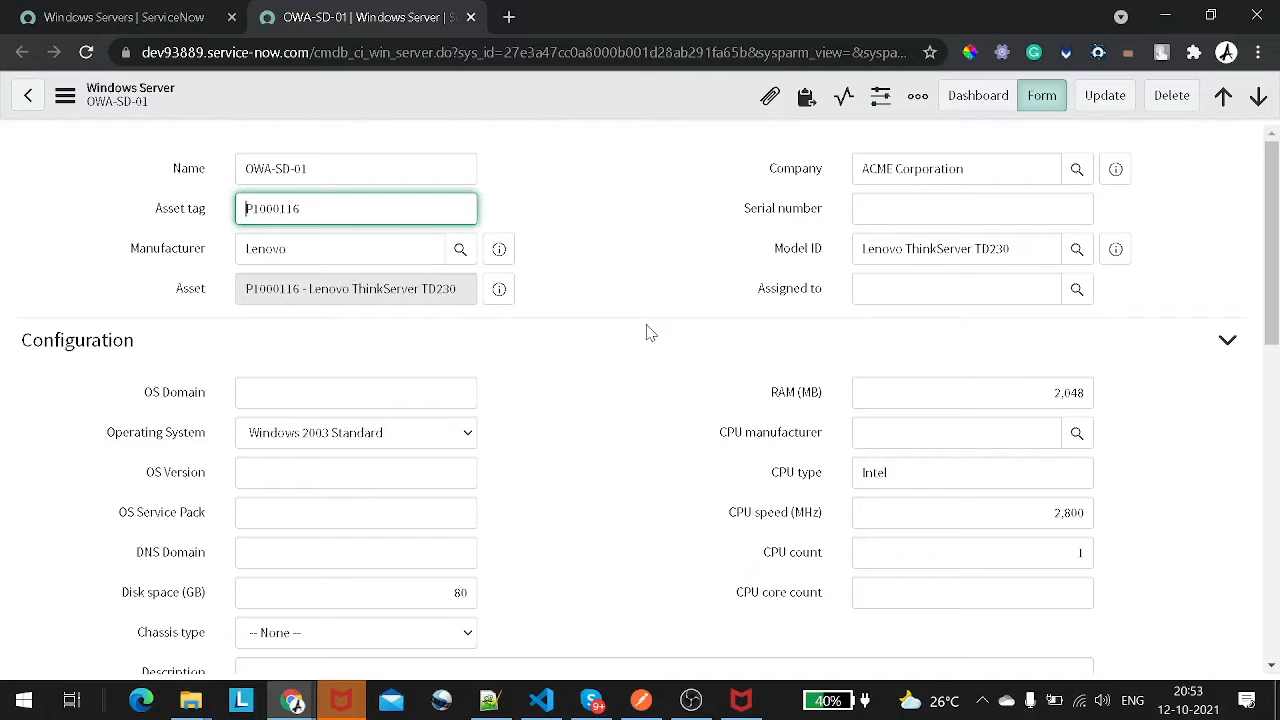 Windows Servers | ServiceNow
OWA-SD-01 | Windows Server | S
dev93889.service-now.com/cmdb_ci_win_server.do?sys_id=27e3a47cc0a8000b001d28ab291fa65b&sysparm_view=&syspa...
Windows Server
OWA-SD-01
Dashboard
Form
Update
Delete
Name
OWA-SD-01
Company
ACME Corporation
Asset tag
P1000116
Serial number
Manufacturer
Lenovo
Model ID
Lenovo ThinkServer TD230
Asset
P1000116 - Lenovo ThinkServer TD230
Assigned to
Configuration
OS Domain
RAM (MB)
2,048
Operating System
Windows 2003 Standard
CPU manufacturer
OS Version
CPU type
Intel
OS Service Pack
CPU speed (MHz)
2,800
DNS Domain
CPU count
1
Disk space (GB)
80
CPU core count
Chassis type
-- None --
Description
40%
26°C
ENG
20:53
12-10-2021
9+
L